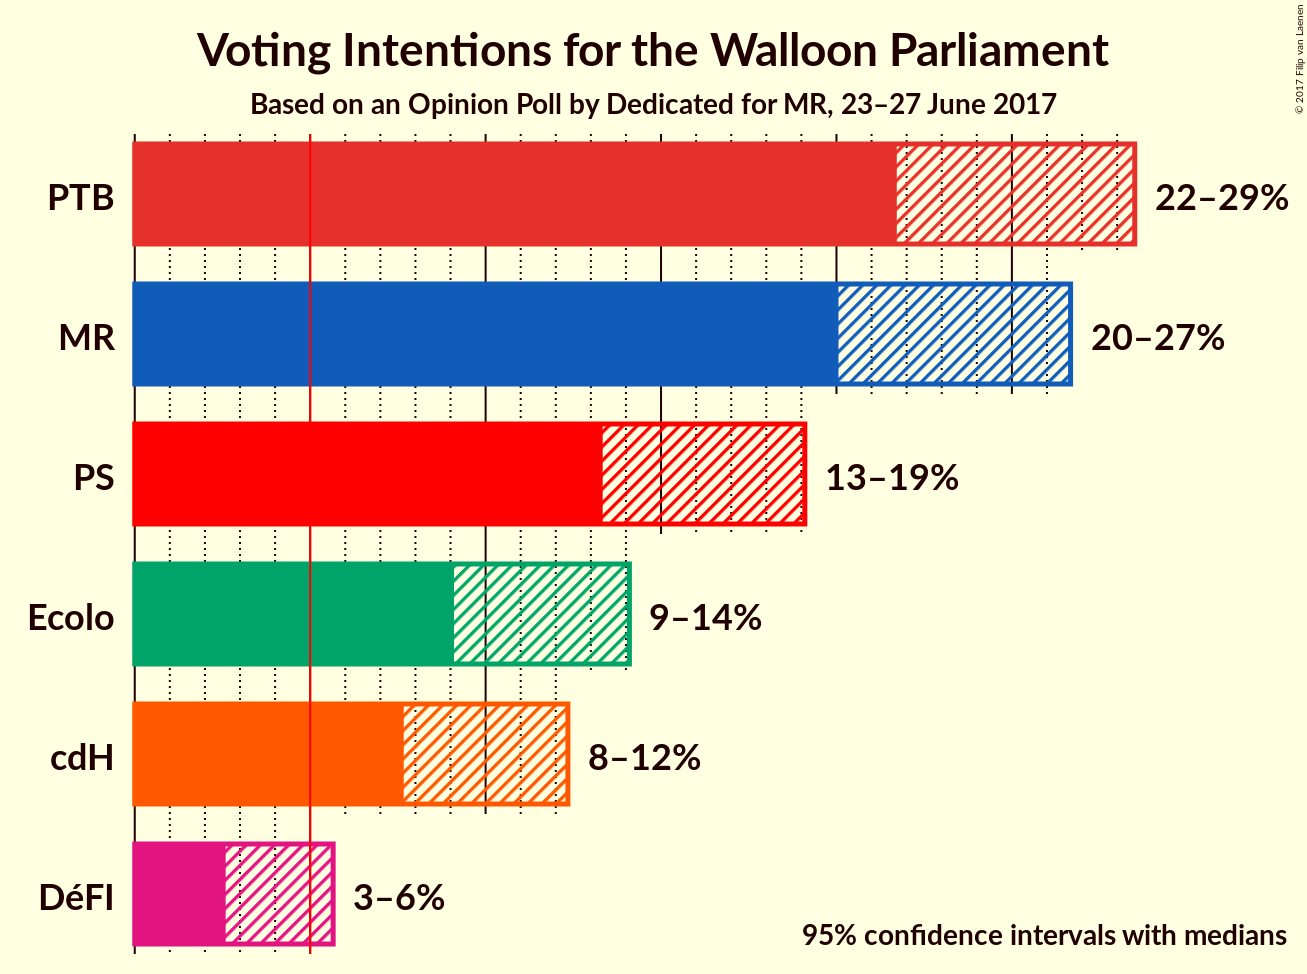 Voting Intentions for the Walloon Parliament
Based on an Opinion Poll by Dedicated for MR, 23–27 June 2017
© 2017 Filip van Laenen
PTB 22–29%
MR 20–27%
PS 13–19%
Ecolo 9–14%
cdH 8–12%
DéFI 3–6%
95% confidence intervals with medians